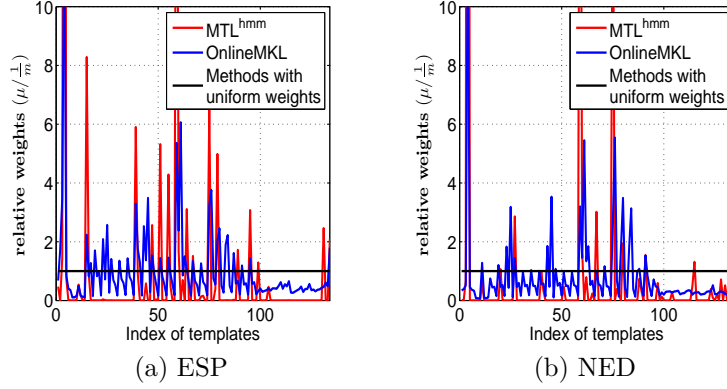 10
8
6
4
2
0
0
50
100
relative weights (μ/1/m)
Index of templates
MTL^hmm
OnlineMKL
Methods with
uniform weights
(a) ESP
10
8
6
4
2
0
0
50
100
relative weights (μ/1/m)
Index of templates
MTL^hmm
OnlineMKL
Methods with
uniform weights
(b) NED